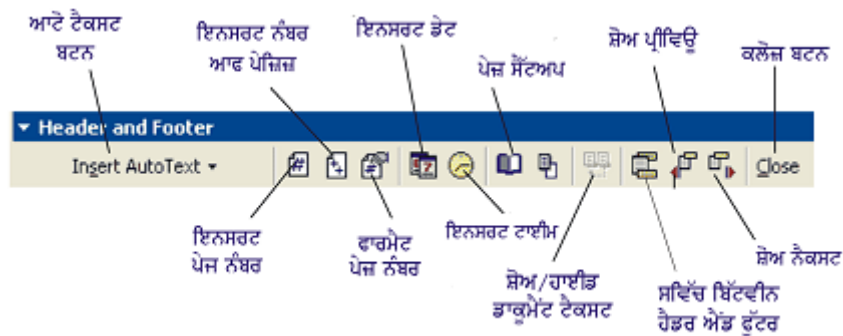 ਆਟੋ ਟੈਕਸਟ
ਬਟਨ
ਇਨਸਰਟ ਨੰਬਰ
ਆਫ ਪੇਜ਼ਿਜ਼
ਇਨਸਰਟ ਡੇਟ
ਪੇਜ਼ ਸੈੱਟਅਪ
ਸ਼ੋਅ ਪ੍ਰੀਵਿਊ
ਕਲੋਜ਼ ਬਟਨ
Header and Footer
Insert AutoText
Close
ਇਨਸਰਟ
ਪੇਜ ਨੰਬਰ
ਫਾਰਮੈਟ
ਪੇਜ਼ ਨੰਬਰ
ਇਨਸਰਟ ਟਾਈਮ
ਸ਼ੋਅ/ਹਾਈਡ
ਡਾਕੂਮੈਂਟ ਟੈਕਸਟ
ਸਵਿੱਚ ਬਿੱਟਵੀਨ
ਹੈਡਰ ਐਂਡ ਫੁੱਟਰ
ਸ਼ੋਅ ਨੈਕਸਟ